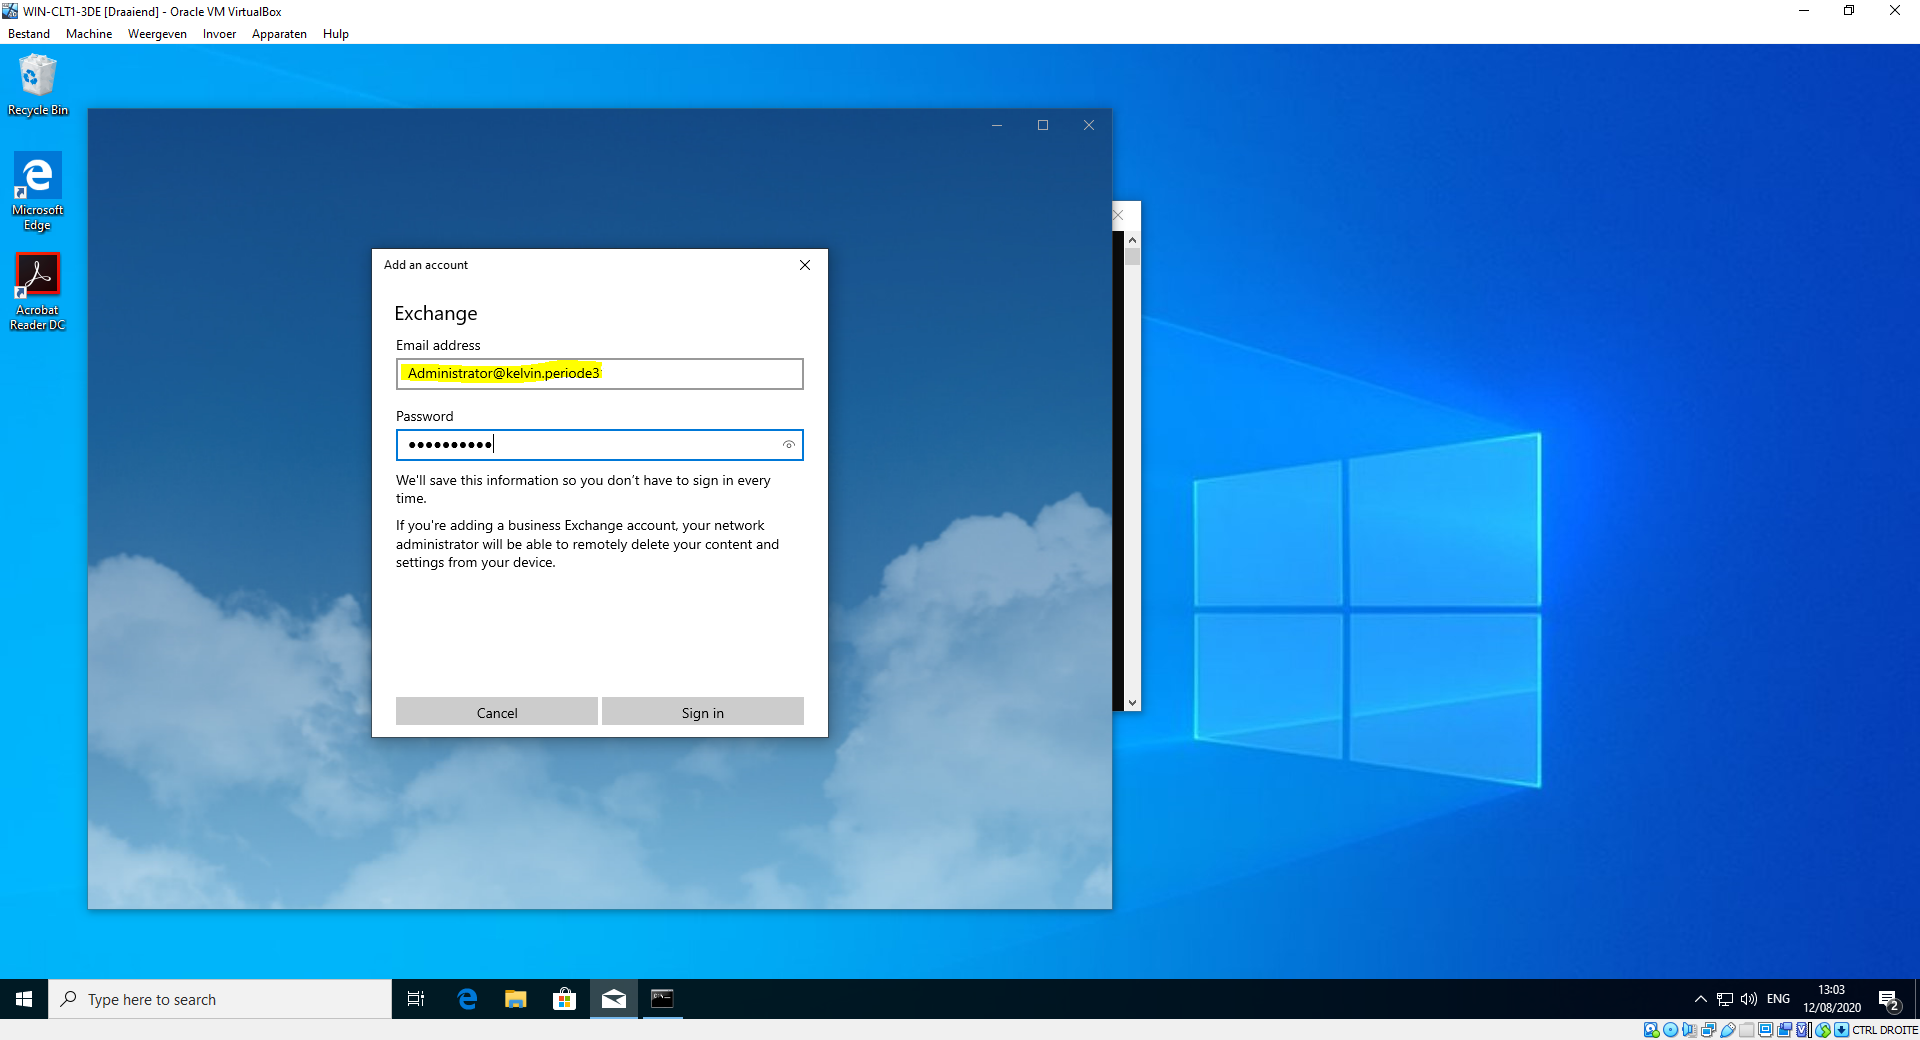 WIN-CLT1-3DE [Draaiend] - Oracle VM VirtualBox
Bestand Machine Weergeven Invoer Apparaten Hulp
Recycle Bin
Microsoft
Edge
Acrobat
Reader DC
Add an account
Exchange
Email address
Administrator@kelvin.periode3
Password
We'll save this information so you don't have to sign in every
time.
If you're adding a business Exchange account, your network
administrator will be able to remotely delete your content and
settings from your device.
Cancel
Sign in
Type here to search
ENG
13:03
12/08/2020
2
CTRL DROITE